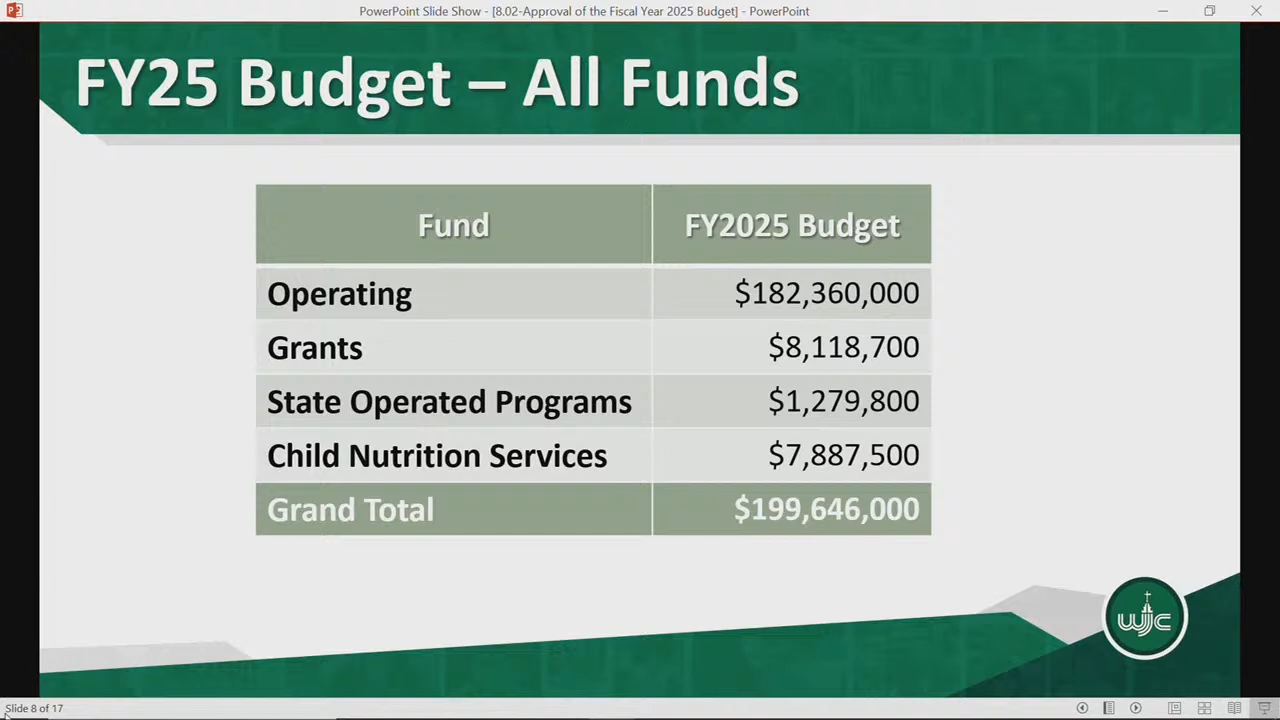 PowerPoint Slide Show - [8.02-Approval of the Fiscal Year 2025 Budget] - PowerPoint
FY25 Budget – All Funds
Fund FY2025 Budget
Operating $182,360,000
Grants $8,118,700
State Operated Programs $1,279,800
Child Nutrition Services $7,887,500
Grand Total $199,646,000
WJC
Slide 8 of 17